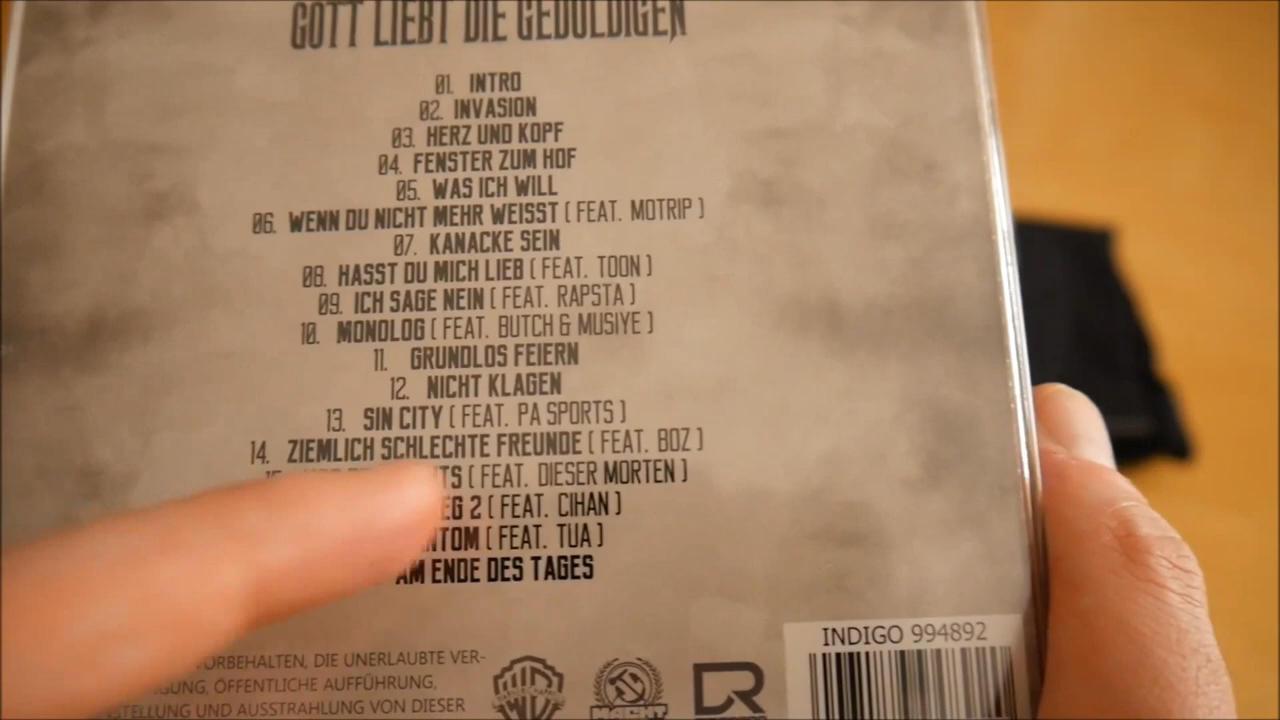 GOTT LIEBT DIE GEDULDIGEN
01. INTRO
02. INVASION
03. HERZ UND KOPF
04. FENSTER ZUM HOF
05. WAS ICH WILL
06. WENN DU NICHT MEHR WEISST ( FEAT. MOTRIP )
07. KANACKE SEIN
08. HASST DU MICH LIEB ( FEAT. TOON )
09. ICH SAGE NEIN ( FEAT. RAPSTA )
10. MONOLOG ( FEAT. BUTCH & MUSIYE )
11. GRUNDLOS FEIERN
12. NICHT KLAGEN
13. SIN CITY ( FEAT. PA SPORTS )
14. ZIEMLICH SCHLECHTE FREUNDE ( FEAT. BOZ )
( FEAT. DIESER MORTEN )
2 ( FEAT. CIHAN )
( FEAT. TUA )
AM ENDE DES TAGES
INDIGO 994892
VORBEHALTEN, DIE UNERLAUBTE VER-
ÖFFENTLICHE AUFFÜHRUNG,
UND AUSSTRAHLUNG VON DIESER
MACHT